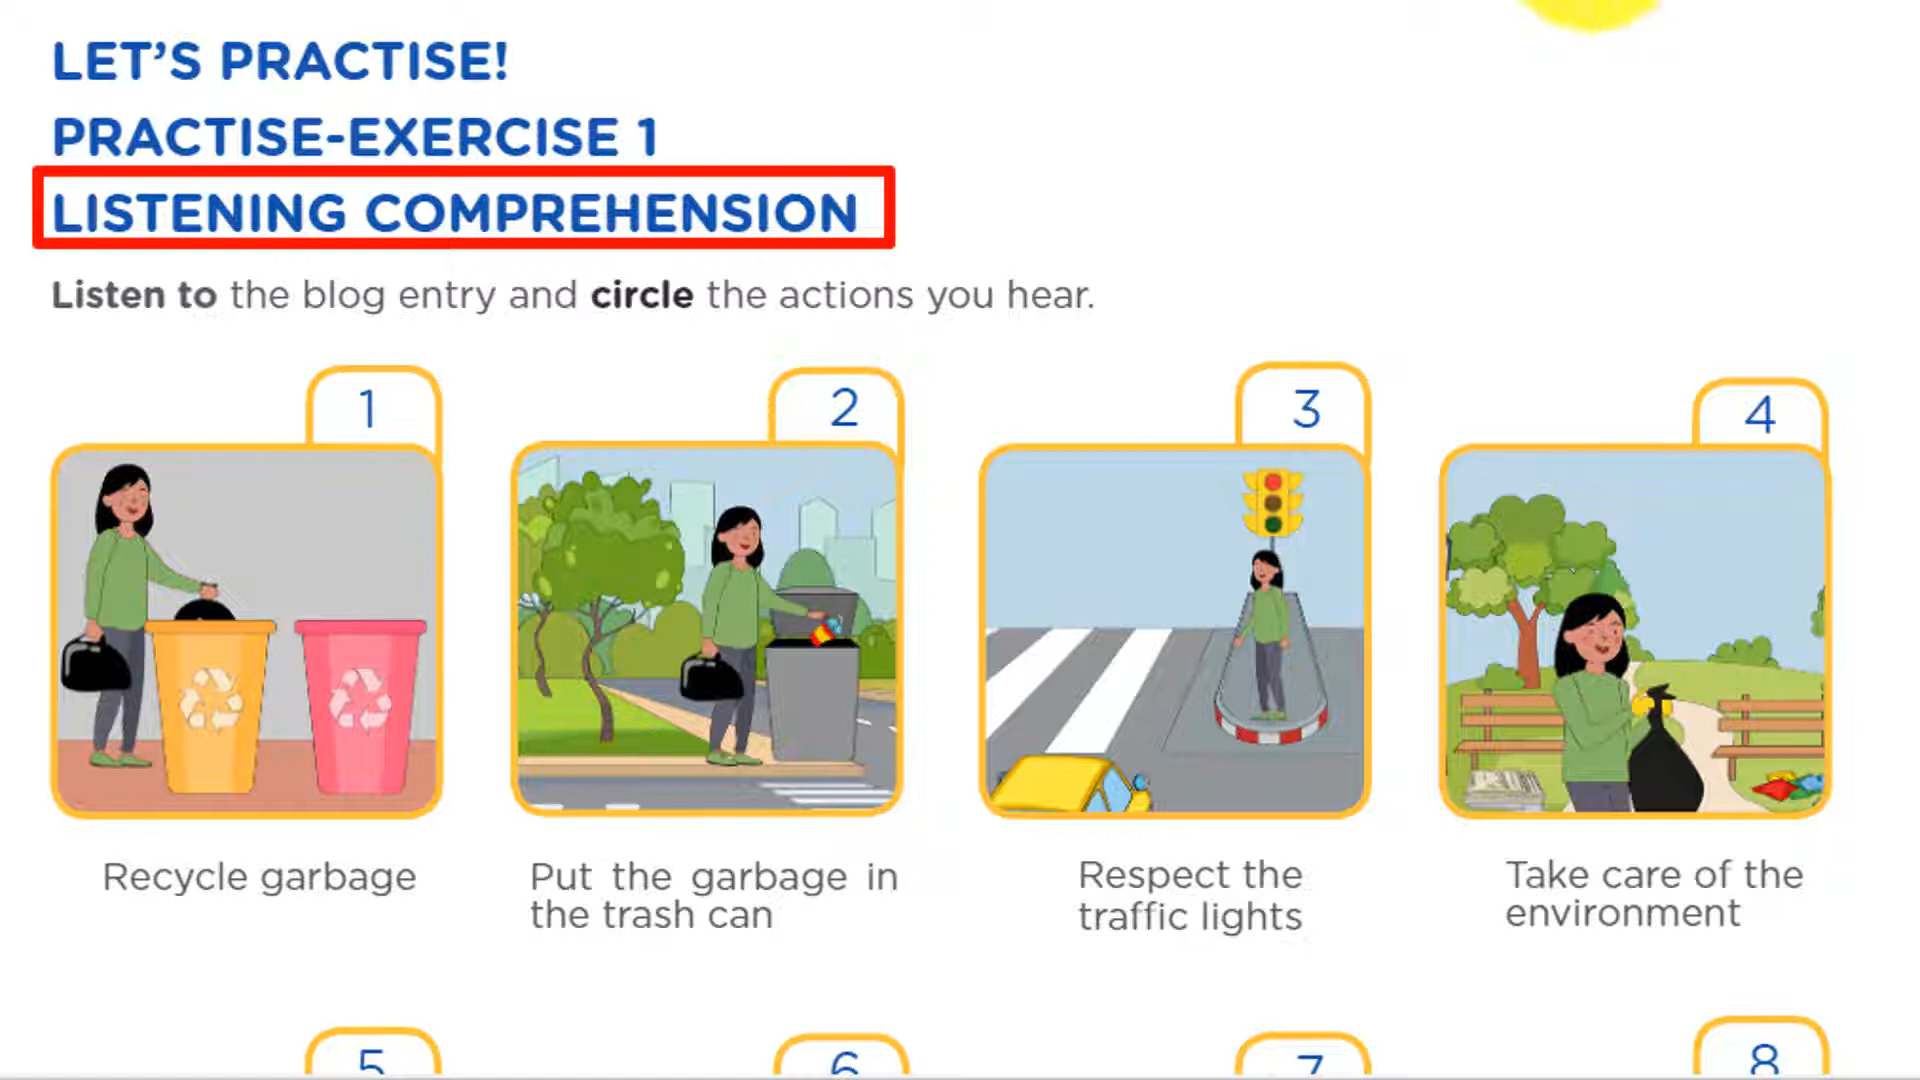 LET'S PRACTISE!
PRACTISE-EXERCISE 1
LISTENING COMPREHENSION
Listen to the blog entry and circle the actions you hear.
1
2
3
4
Recycle garbage
Put the garbage in
the trash can
Respect the
traffic lights
Take care of the
environment
5
6
7
8